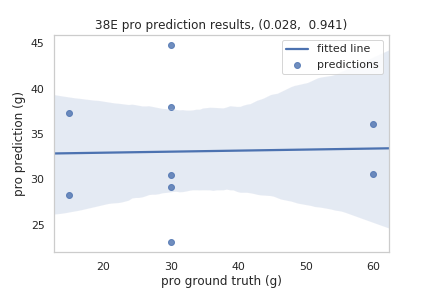 38E pro prediction results, (0.028,  0.941)
fitted line
predictions
pro prediction (g)
45
40
35
30
25
20
30
40
50
60
pro ground truth (g)